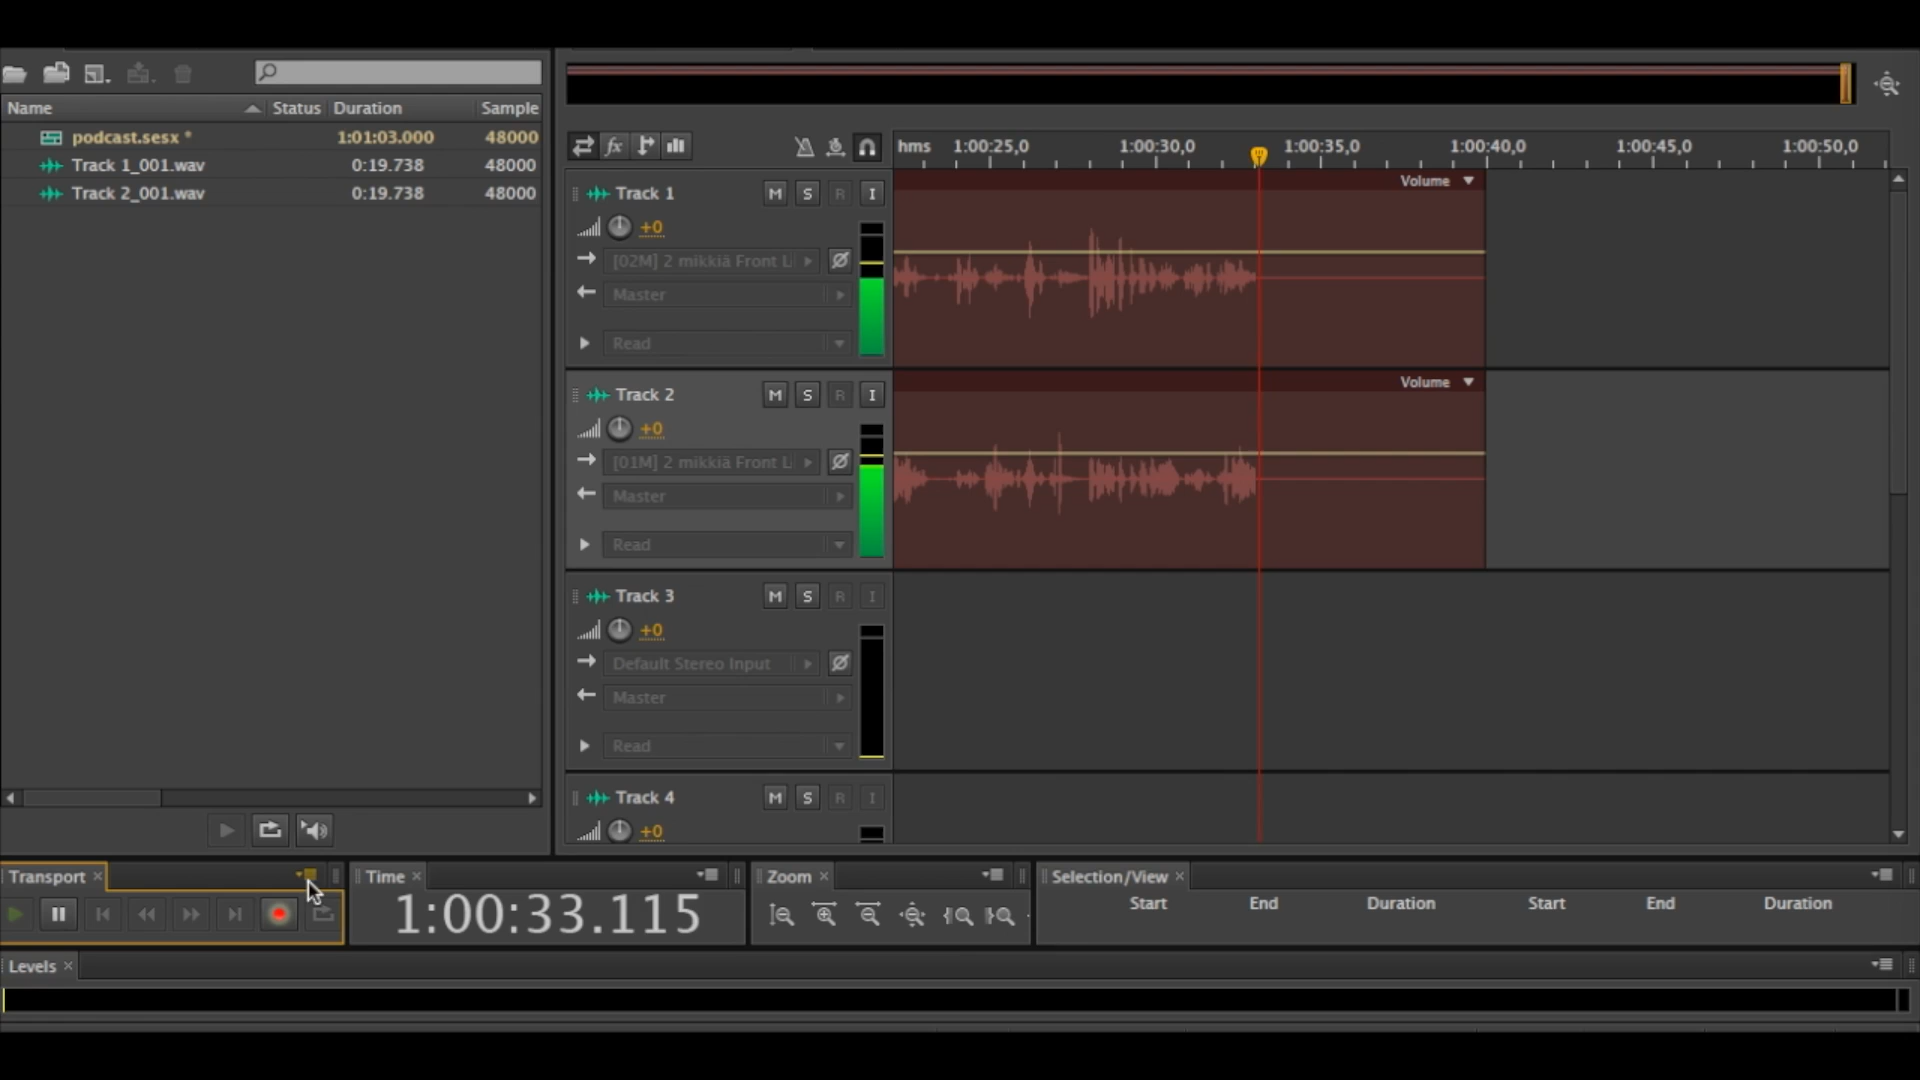 Name Status Duration Sample
podcast.sesx * 1:01:03.000 48000
Track 1_001.wav 0:19.738 48000
Track 2_001.wav 0:19.738 48000
fx
hms 1:00:25,0 1:00:30,0 1:00:35,0 1:00:40,0 1:00:45,0 1:00:50,0
Track 1 M S R I
Volume
+0
[02M] 2 mikkiä Front L
Master
Read
Track 2 M S R I
Volume
+0
[01M] 2 mikkiä Front L
Master
Read
Track 3 M S R I
+0
Default Stereo Input
Master
Read
Track 4 M S R I
+0
Transport Time Zoom Selection/View
1:00:33.115
Start End Duration Start End Duration
Levels